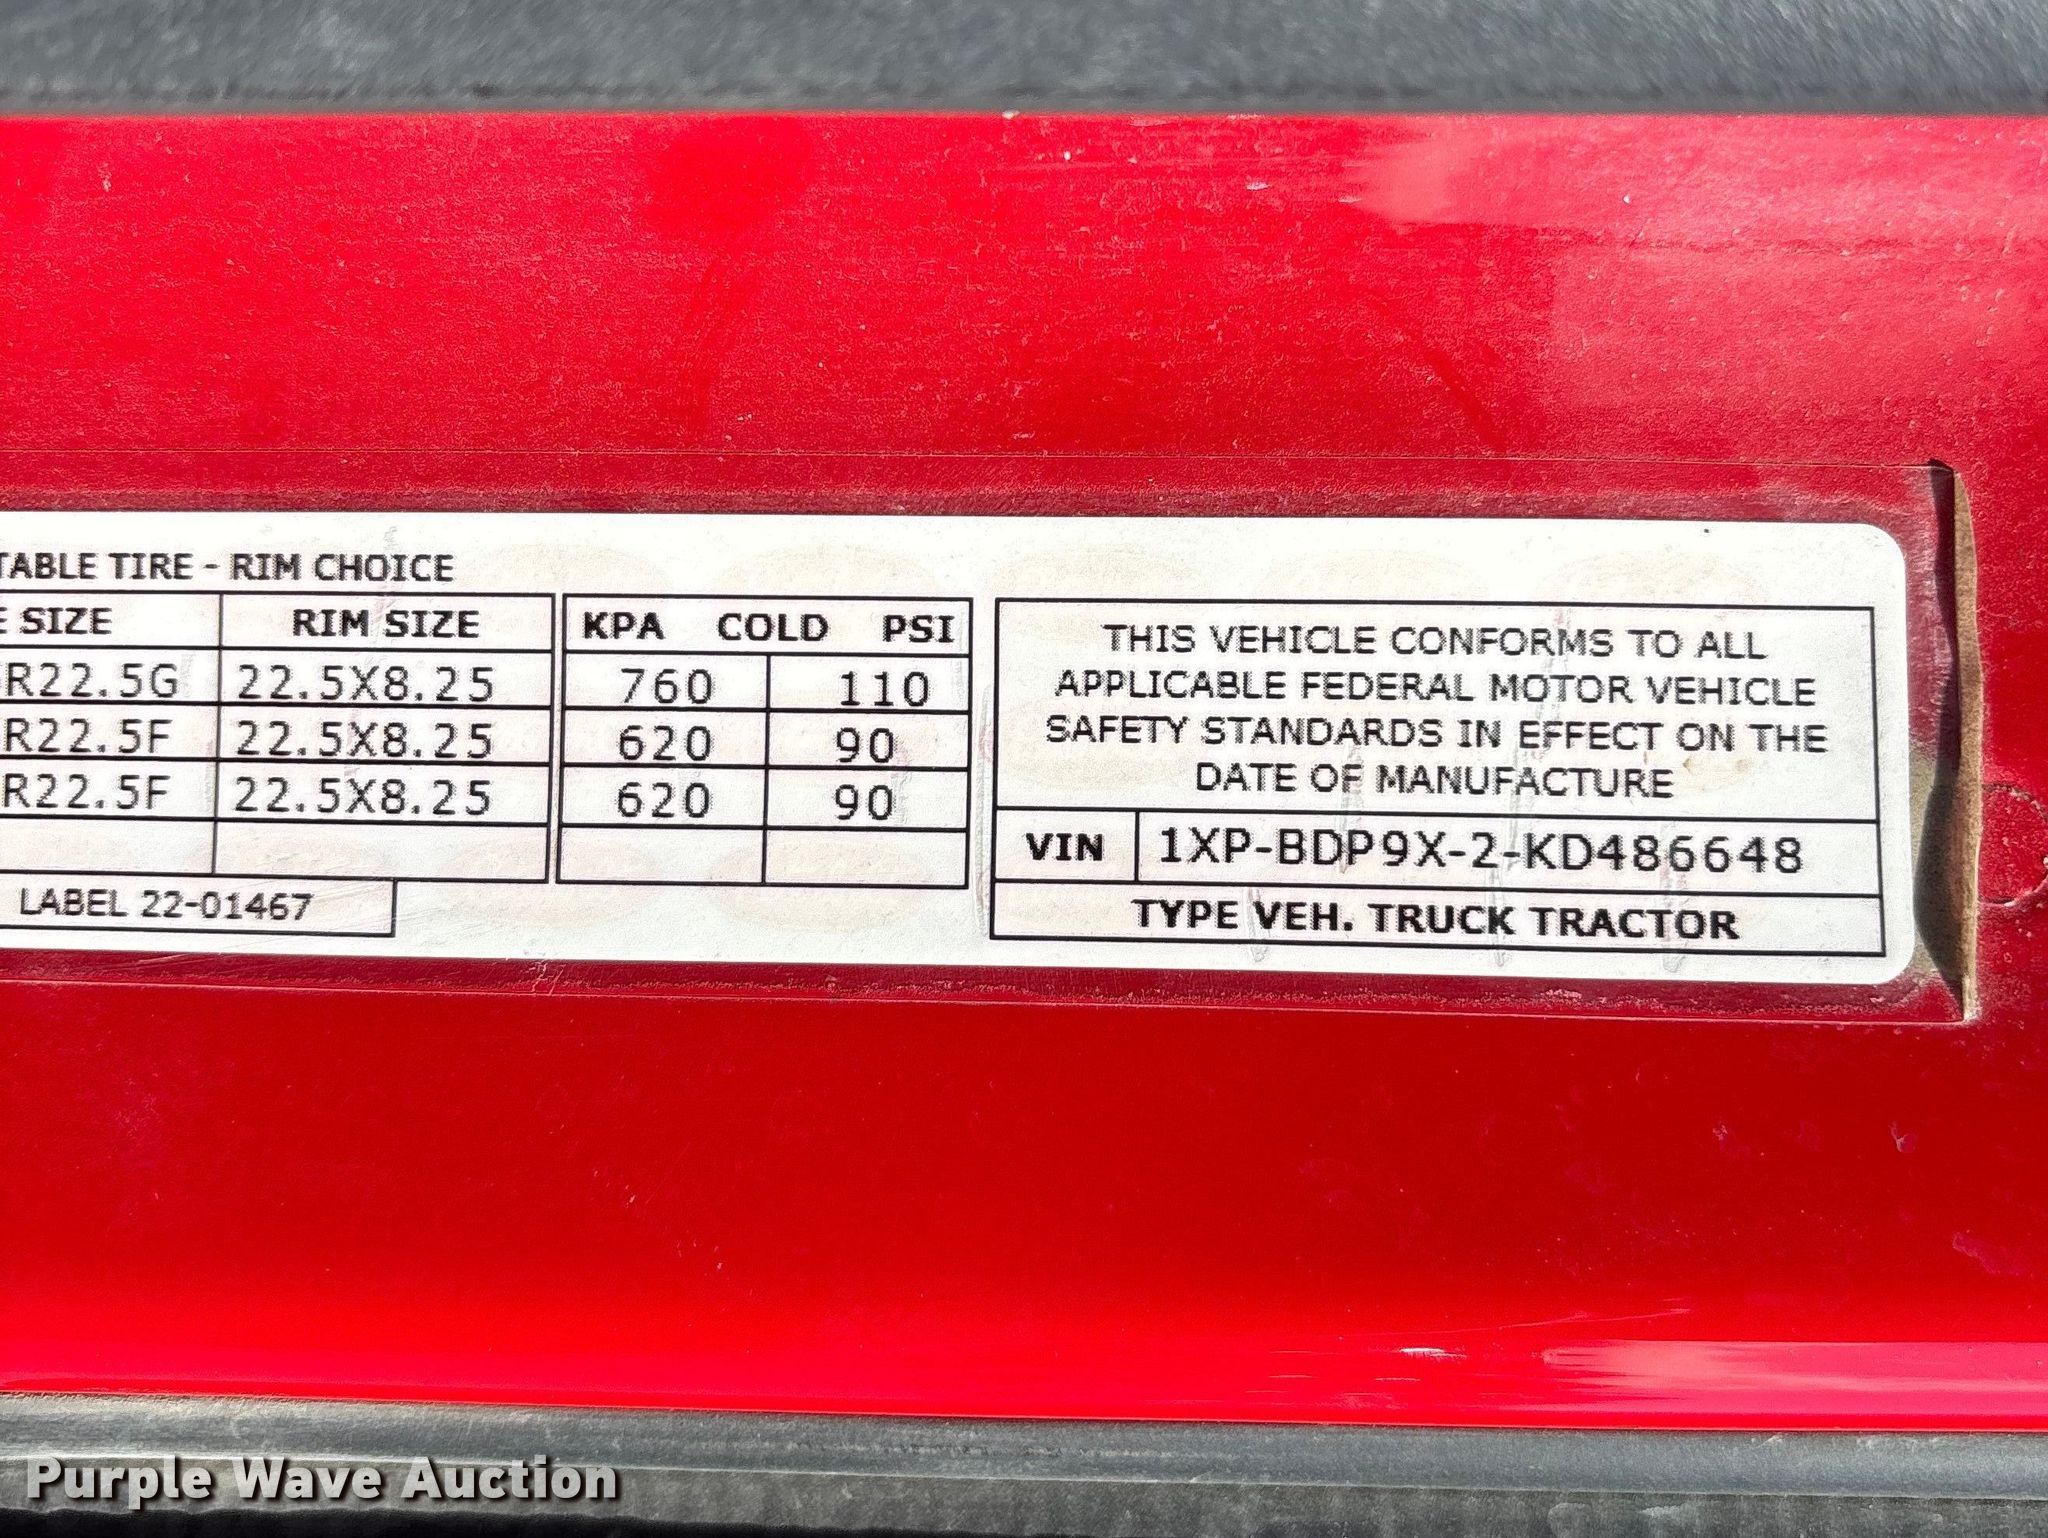 TABLE TIRE - RIM CHOICE
E SIZE RIM SIZE KPA COLD PSI
R22.5G 22.5X8.25 760 110
R22.5F 22.5X8.25 620 90
R22.5F 22.5X8.25 620 90
LABEL 22-01467
THIS VEHICLE CONFORMS TO ALL
APPLICABLE FEDERAL MOTOR VEHICLE
SAFETY STANDARDS IN EFFECT ON THE
DATE OF MANUFACTURE
VIN 1XP-BDP9X-2-KD486648
TYPE VEH. TRUCK TRACTOR
Purple Wave Auction